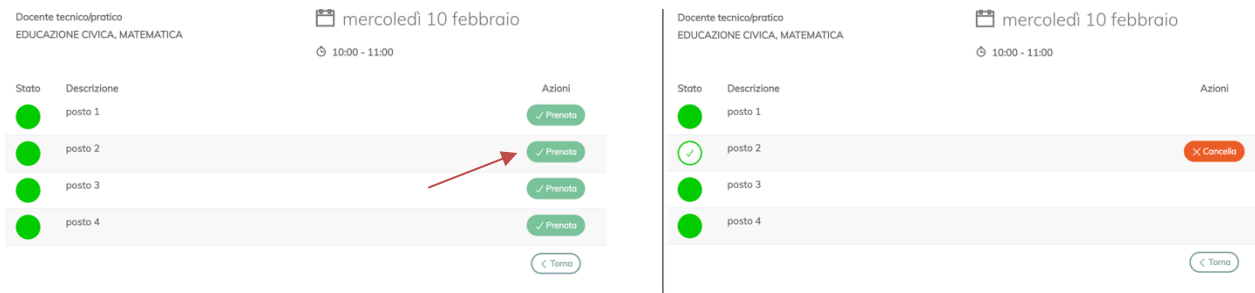 Docente tecnico/pratico
EDUCAZIONE CIVICA, MATEMATICA
mercoledì 10 febbraio
10:00 - 11:00
Stato Descrizione Azioni
posto 1 Prenota
posto 2 Prenota
posto 3 Prenota
posto 4 Prenota
Torna
Docente tecnico/pratico
EDUCAZIONE CIVICA, MATEMATICA
mercoledì 10 febbraio
10:00 - 11:00
Stato Descrizione Azioni
posto 1
posto 2 Cancella
posto 3
posto 4
Torna